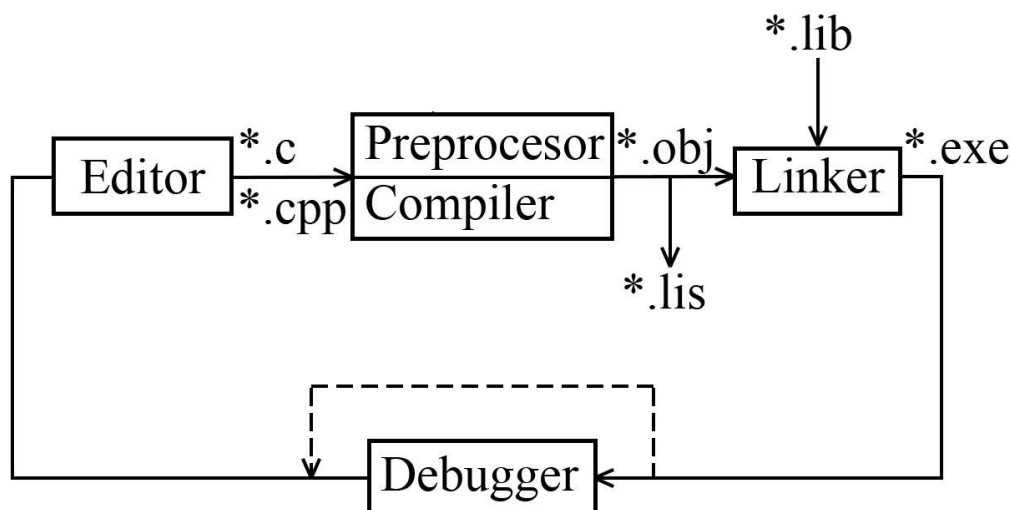 *.lib
Editor
*.c
*.cpp
Preprocesor
Compiler
*.obj
*.lis
Linker
*.exe
Debugger